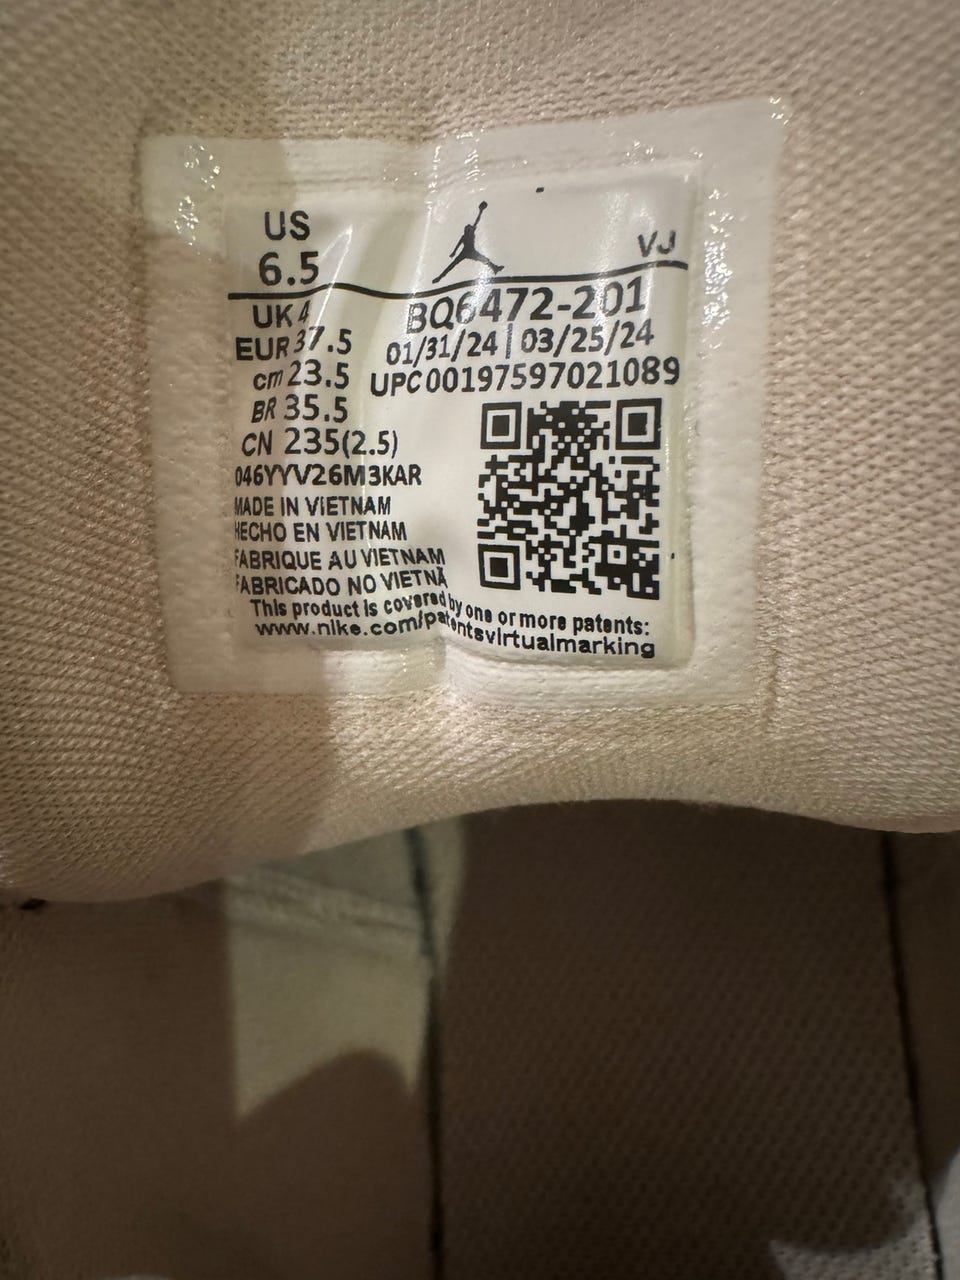 US
6.5
VJ
UK 4
EUR 37.5
cm 23.5
BR 35.5
CN 235(2.5)
046YYV26M3KAR
BQ6472-201
01/31/24 | 03/25/24
UPC00197597021089
MADE IN VIETNAM
HECHO EN VIETNAM
FABRIQUE AU VIETNAM
FABRICADO NO VIETNÃ
This product is covered by one or more patents:
www.nike.com/patentsvirtualmarking